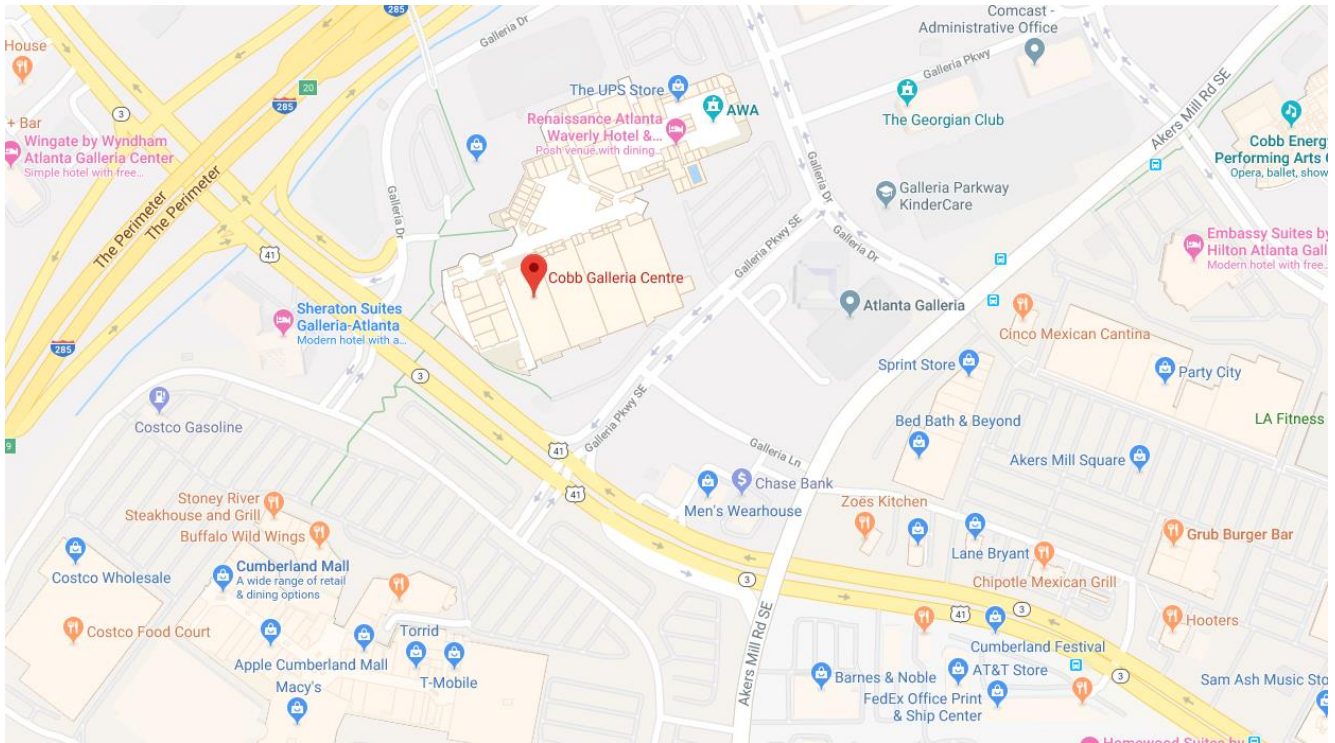 285
Galleria Dr
Comcast -
Administrative Office
House
Galleria Pkwy
3
20
285
The UPS Store
AWA
Renaissance Atlanta
Waverly Hotel &...
Posh venue with dining...
The Georgian Club
Akers Mill Rd SE
+ Bar
Wingate by Wyndham
Atlanta Galleria Center
Simple hotel with free...
Cobb Energy
Performing Arts C
Opera, ballet, show
Galleria Dr
Galleria Parkway
KinderCare
Galleria Dr
The Perimeter
The Perimeter
41
Galleria Pkwy SE
Galleria Dr
Embassy Suites by
Hilton Atlanta Gall
Modern hotel with free...
Cobb Galleria Centre
Sheraton Suites
Galleria-Atlanta
Modern hotel with a...
Atlanta Galleria
285
3
Cinco Mexican Cantina
Sprint Store
Party City
Costco Gasoline
Galleria Pkwy SE
Bed Bath & Beyond
LA Fitness
9
41
Galleria Ln
Akers Mill Square
41
Chase Bank
Men's Wearhouse
Stoney River
Steakhouse and Grill
Buffalo Wild Wings
Zoës Kitchen
Grub Burger Bar
Lane Bryant
Costco Wholesale
Cumberland Mall
A wide range of retail
& dining options
3
Chipotle Mexican Grill
41
3
Hooters
Costco Food Court
Torrid
Akers Mill Rd SE
Cumberland Festival
Apple Cumberland Mall
T-Mobile
Macy's
Barnes & Noble
AT&T Store
3
Sam Ash Music Sto
FedEx Office Print
& Ship Center
Homewood Suites by